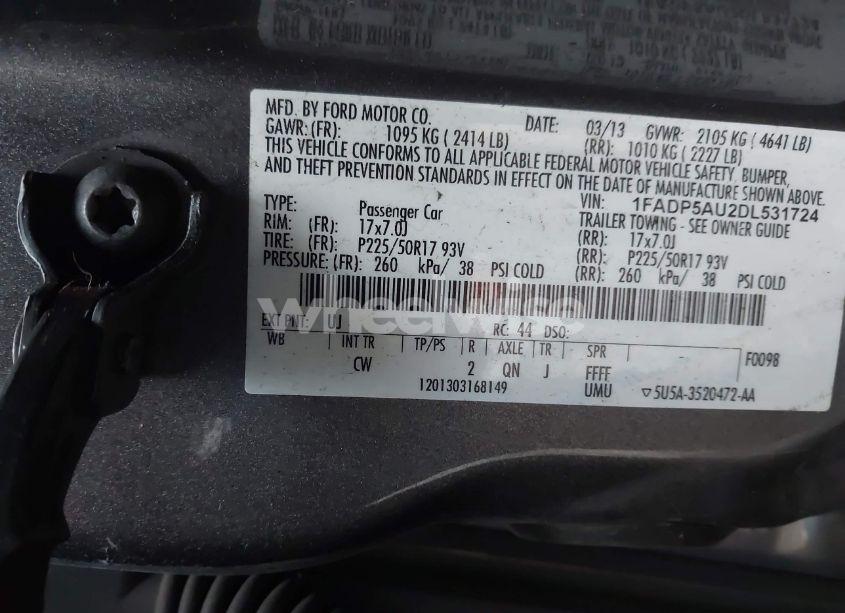 MFD. BY FORD MOTOR CO. DATE: 03/13 GVWR: 2105 KG ( 4641 LB)
GAWR: (FR): 1095 KG ( 2414 LB) (RR): 1010 KG ( 2227 LB)
THIS VEHICLE CONFORMS TO ALL APPLICABLE FEDERAL MOTOR VEHICLE SAFETY, BUMPER,
AND THEFT PREVENTION STANDARDS IN EFFECT ON THE DATE OF MANUFACTURE SHOWN ABOVE.
VIN: 1FADP5AU2DL531724
TYPE: Passenger Car TRAILER TOWING - SEE OWNER GUIDE
RIM: (FR): 17x7.0J (RR): 17x7.0J
TIRE: (FR): P225/50R17 93V (RR): P225/50R17 93V
PRESSURE: (FR): 260 kPa/ 38 PSI COLD (RR): 260 kPa/ 38 PSI COLD
wheelwise
EXT PNT: UJ RC: 44 DSO:
WB INT TR TP/PS R AXLE TR SPR F0098
CW 2 QN J FFFF
1201303168149 UMU ▽5U5A-3520472-AA